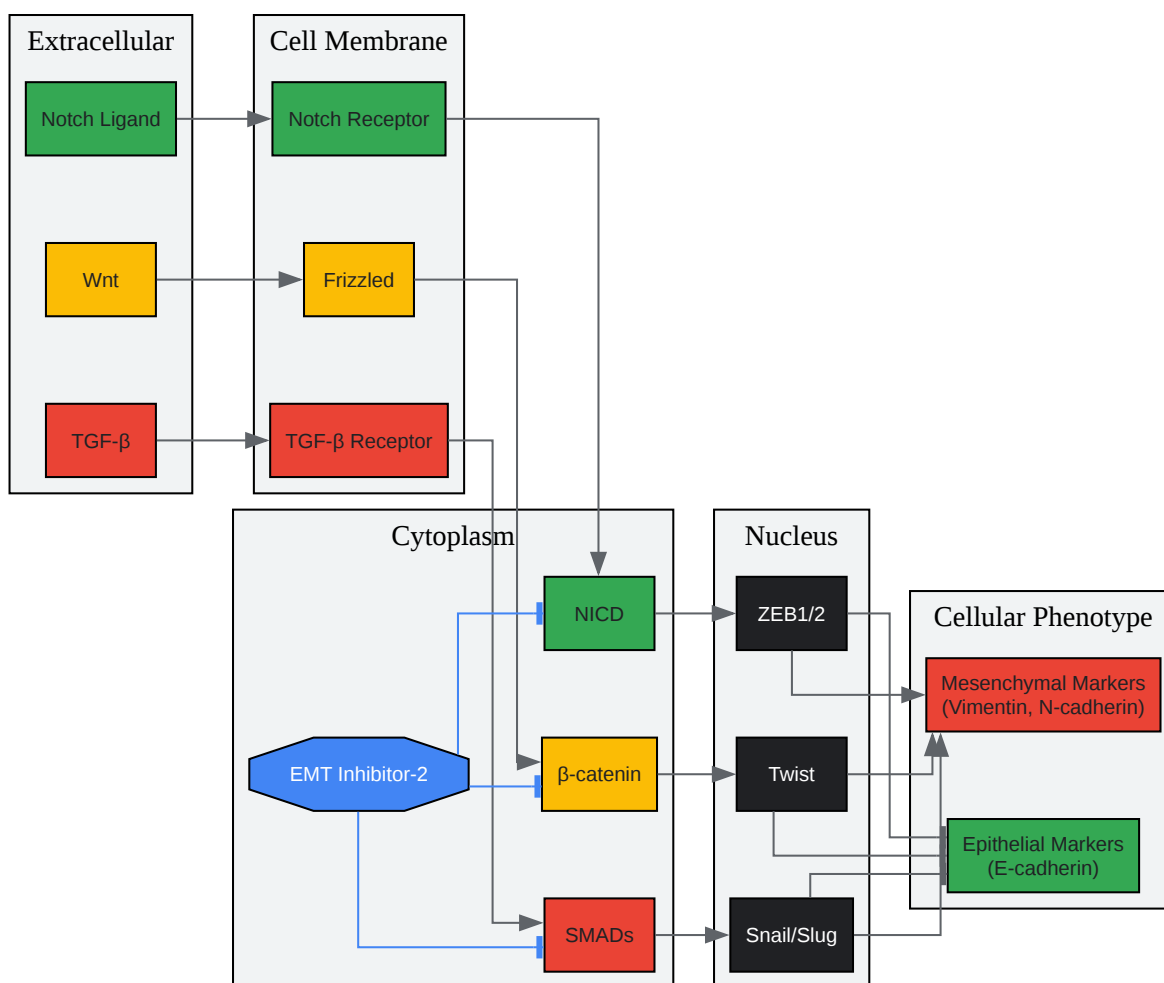 Extracellular
Cell Membrane
Notch Ligand
Notch Receptor
Wnt
Frizzled
TGF-β
TGF-β Receptor
Cytoplasm
Nucleus
NICD
ZEB1/2
Cellular Phenotype
Mesenchymal Markers
(Vimentin, N-cadherin)
EMT Inhibitor-2
β-catenin
Twist
Epithelial Markers
(E-cadherin)
SMADs
Snail/Slug